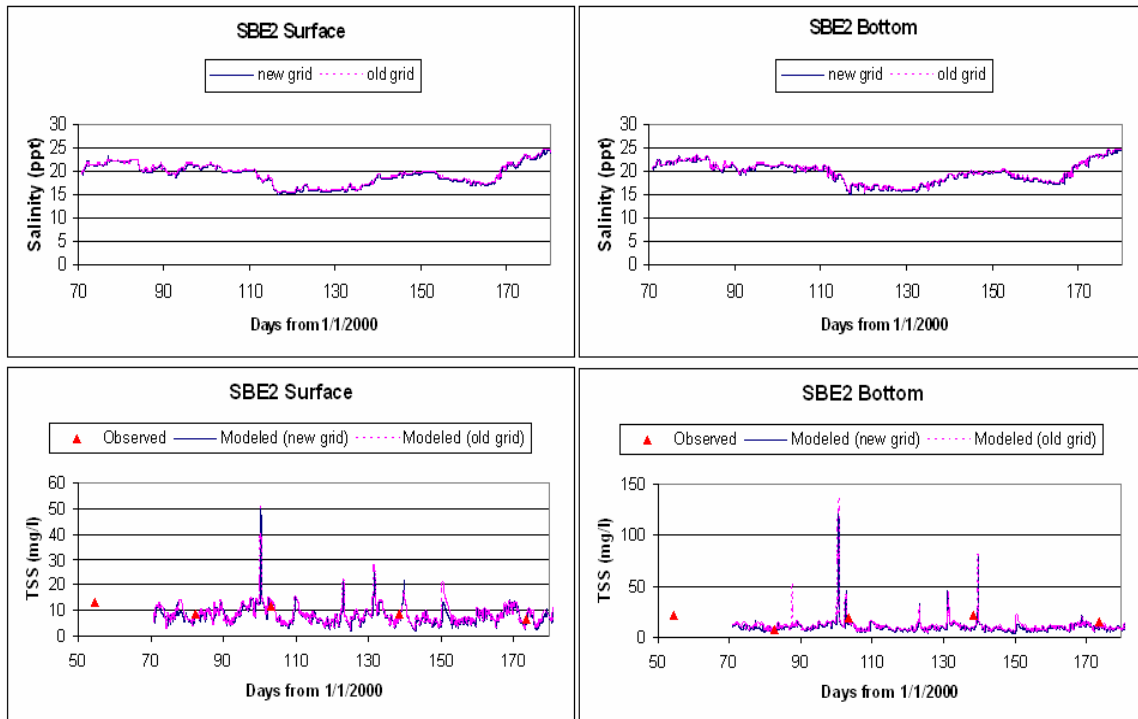 SBE2 Surface
new grid old grid
30
25
20
15
10
5
0
Salinity (ppt)
70 90 110 130 150 170
Days from 1/1/2000
SBE2 Bottom
new grid old grid
30
25
20
15
10
5
0
Salinity (ppt)
70 90 110 130 150 170
Days from 1/1/2000
SBE2 Surface
Observed Modeled (new grid) Modeled (old grid)
60
50
40
30
20
10
0
TSS (mg/l)
50 70 90 110 130 150 170
Days from 1/1/2000
SBE2 Bottom
Observed Modeled (new grid) Modeled (old grid)
150
100
50
0
TSS (mg/l)
50 70 90 110 130 150 170
Days from 1/1/2000